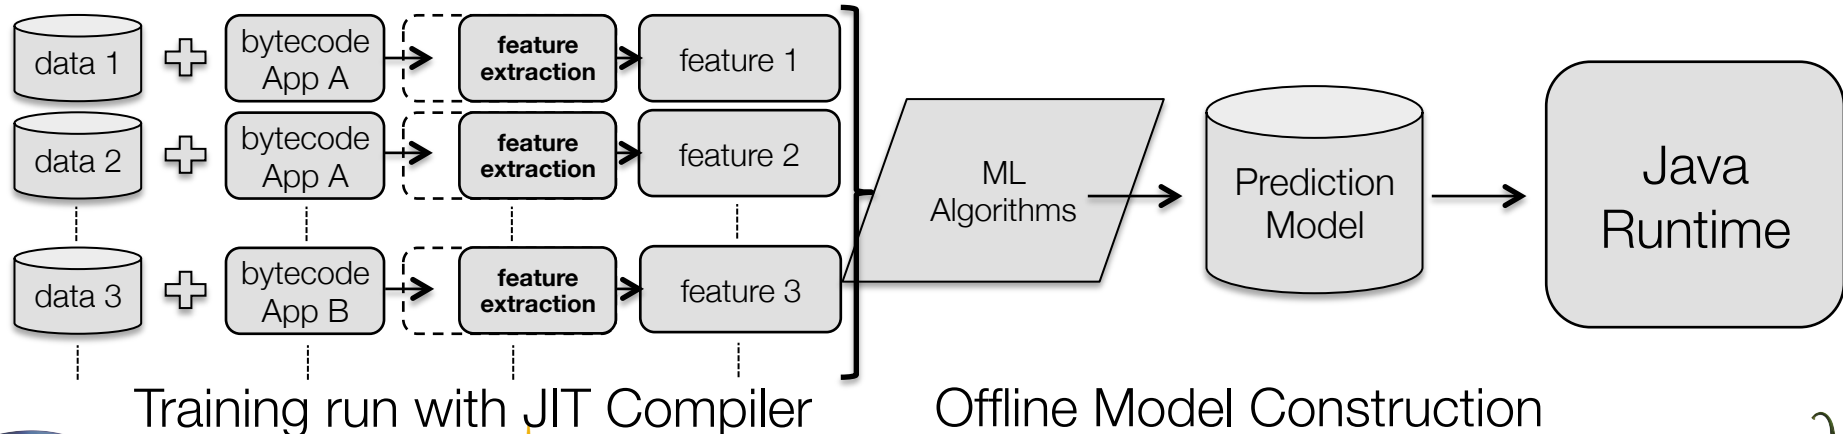 data 1
bytecode
App A
feature
extraction
feature 1
data 2
bytecode
App A
feature
extraction
feature 2
data 3
bytecode
App B
feature
extraction
feature 3
ML
Algorithms
Prediction
Model
Java
Runtime
Training run with JIT Compiler
Offline Model Construction